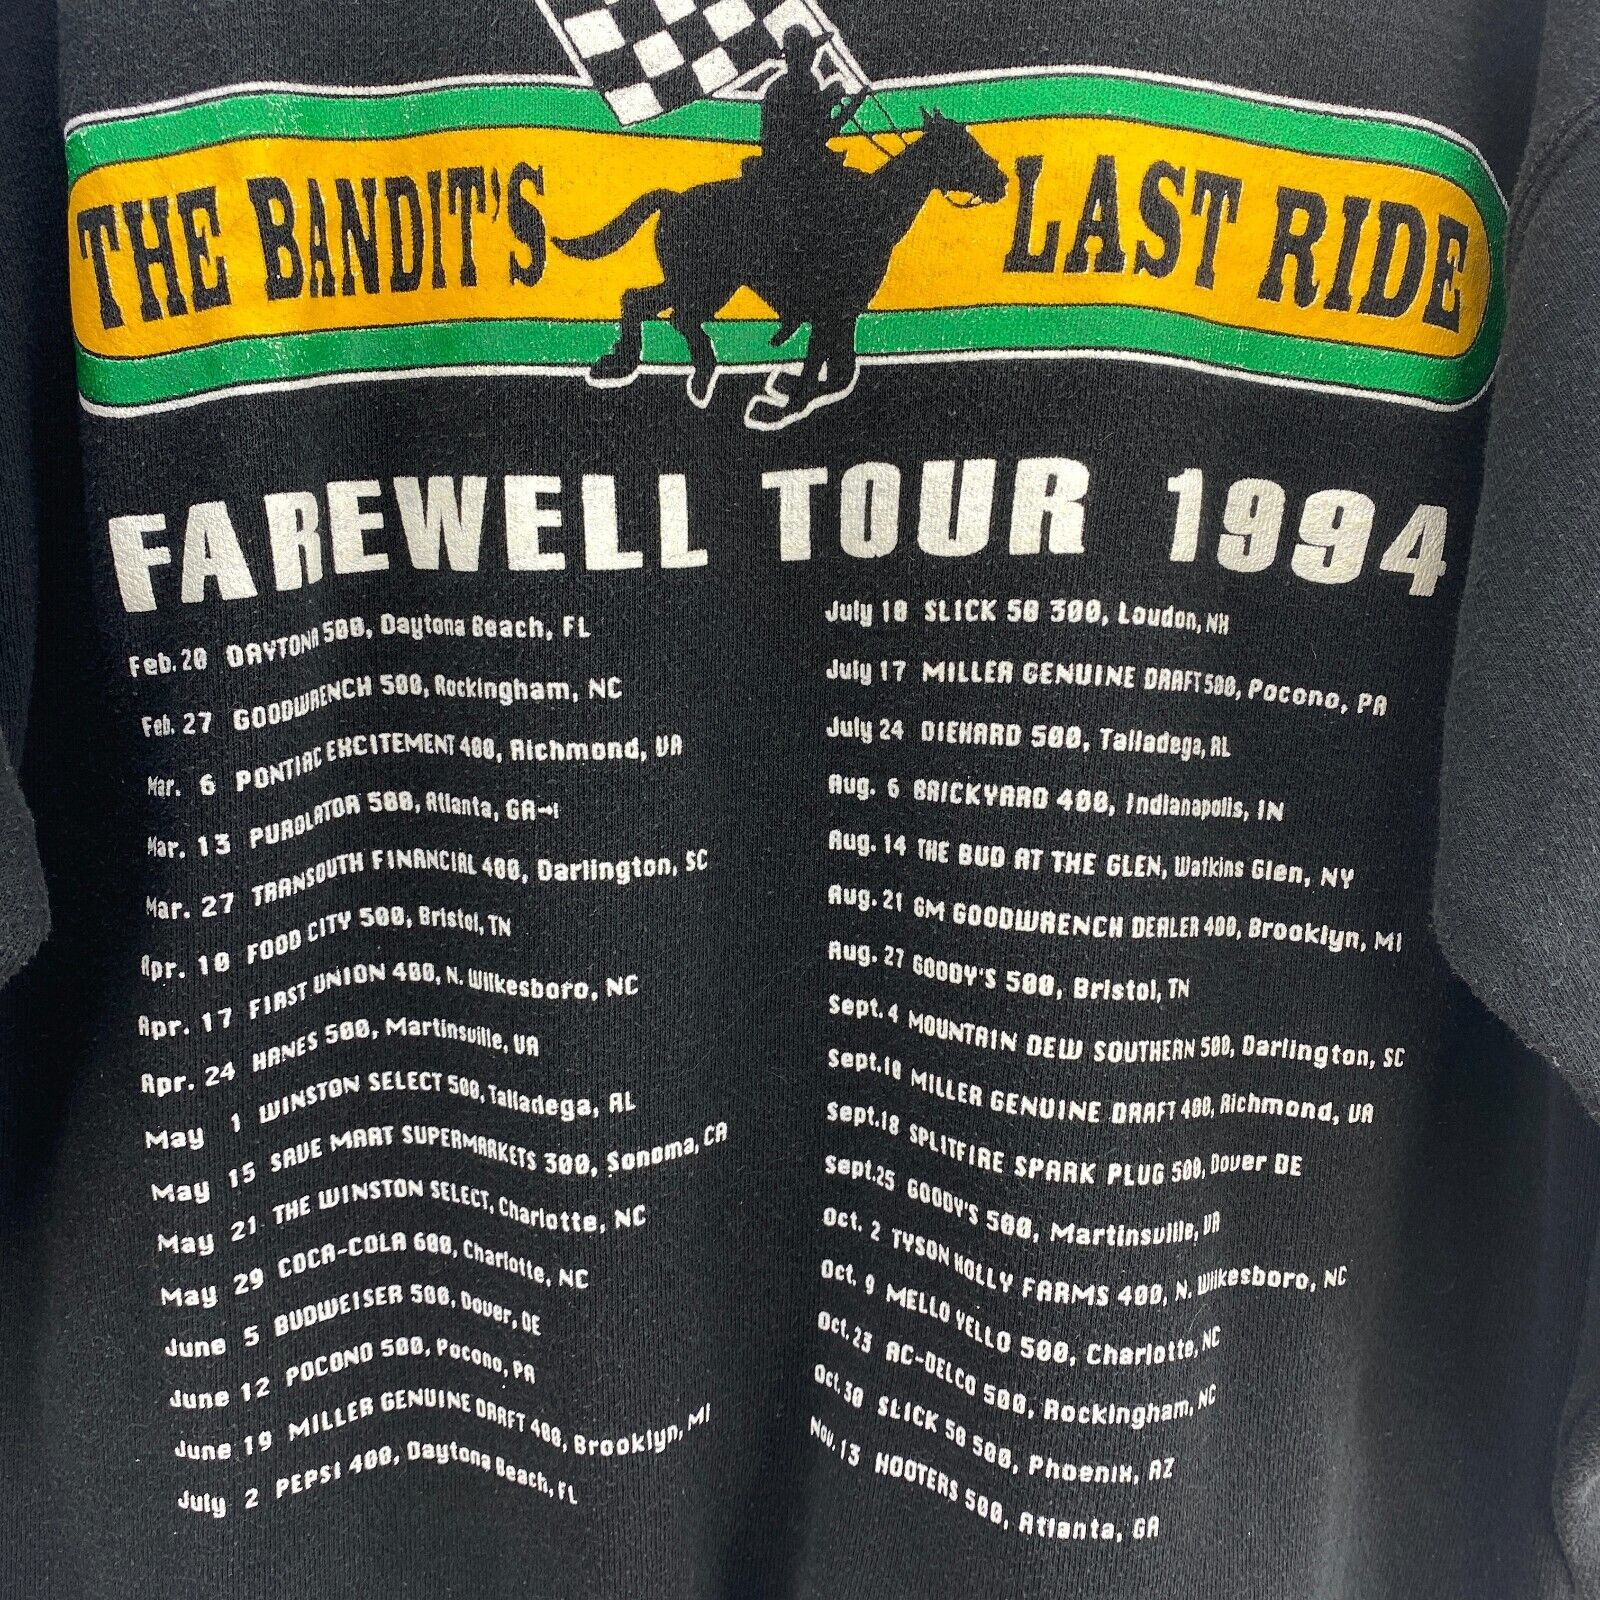 THE BANDIT'S LAST RIDE
FAREWELL TOUR 1994
Feb. 20 DAYTONA 500, Daytona Beach, FL
Feb. 27 GOODWRENCH 500, Rockingham, NC
Mar. 6 PONTIAC EXCITEMENT 400, Richmond, VA
Mar. 13 PUROLATOR 500, Atlanta, GA
Mar. 27 TRANSOUTH FINANCIAL 400, Darlington, SC
Apr. 10 FOOD CITY 500, Bristol, TN
Apr. 17 FIRST UNION 400, N. Wilkesboro, NC
Apr. 24 HANES 500, Martinsville, VA
May 1 WINSTON SELECT 500, Talladega, AL
May 15 SAVE MART SUPERMARKETS 300, Sonoma, CA
May 21 THE WINSTON SELECT, Charlotte, NC
May 29 COCA-COLA 600, Charlotte, NC
June 5 BUDWEISER 500, Dover, DE
June 12 POCONO 500, Pocono, PA
June 19 MILLER GENUINE DRAFT 400, Brooklyn, MI
July 2 PEPSI 400, Daytona Beach, FL
July 10 SLICK 50 300, Loudon, NH
July 17 MILLER GENUINE DRAFT 500, Pocono, PA
July 24 DIEHARD 500, Talladega, AL
Aug. 6 BRICKYARD 400, Indianapolis, IN
Aug. 14 THE BUD AT THE GLEN, Watkins Glen, NY
Aug. 21 GM GOODWRENCH DEALER 400, Brooklyn, MI
Aug. 27 GOODY'S 500, Bristol, TN
Sept. 4 MOUNTAIN DEW SOUTHERN 500, Darlington, SC
Sept. 10 MILLER GENUINE DRAFT 400, Richmond, VA
Sept. 18 SPLITFIRE SPARK PLUG 500, Dover DE
Sept. 25 GOODY'S 500, Martinsville, VA
Oct. 2 TYSON HOLLY FARMS 400, N. Wilkesboro, NC
Oct. 9 MELLO YELLO 500, Charlotte, NC
Oct. 23 AC-DELCO 500, Rockingham, NC
Oct. 30 SLICK 50 500, Phoenix, AZ
Nov. 13 HOOTERS 500, Atlanta, GA